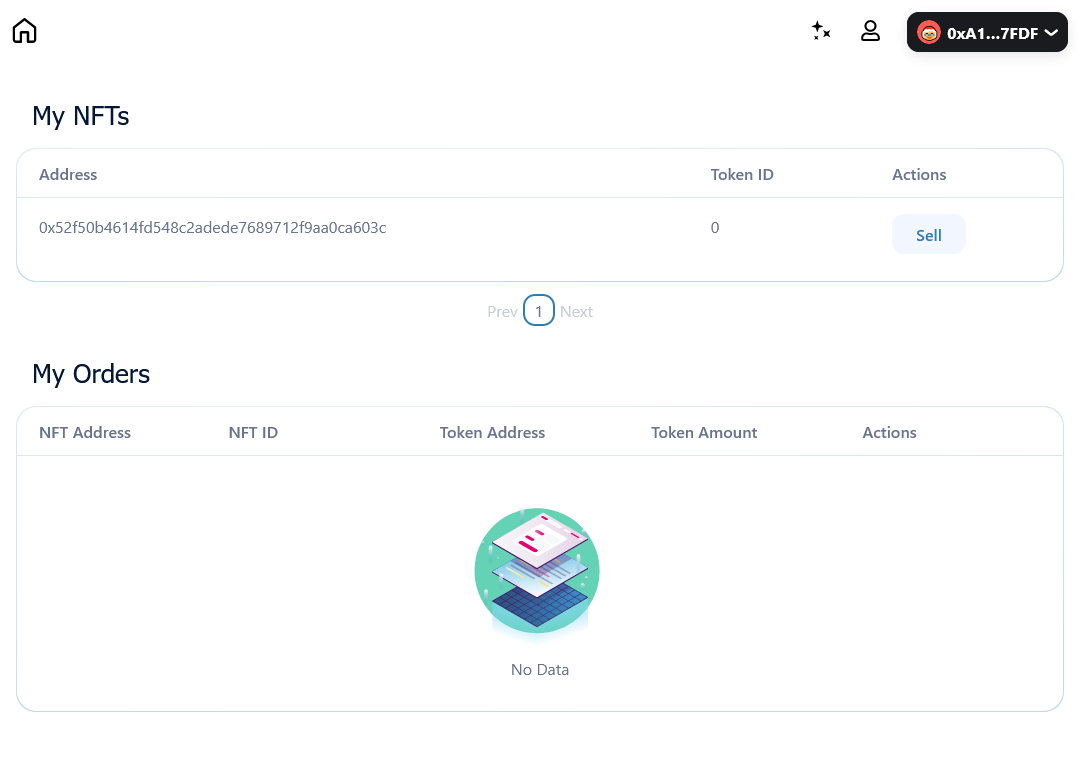 0xA1...7FDF
My NFTs
Address Token ID Actions
0x52f50b4614fd548c2adede7689712f9aa0ca603c 0 Sell
Prev 1 Next
My Orders
NFT Address NFT ID Token Address Token Amount Actions
No Data